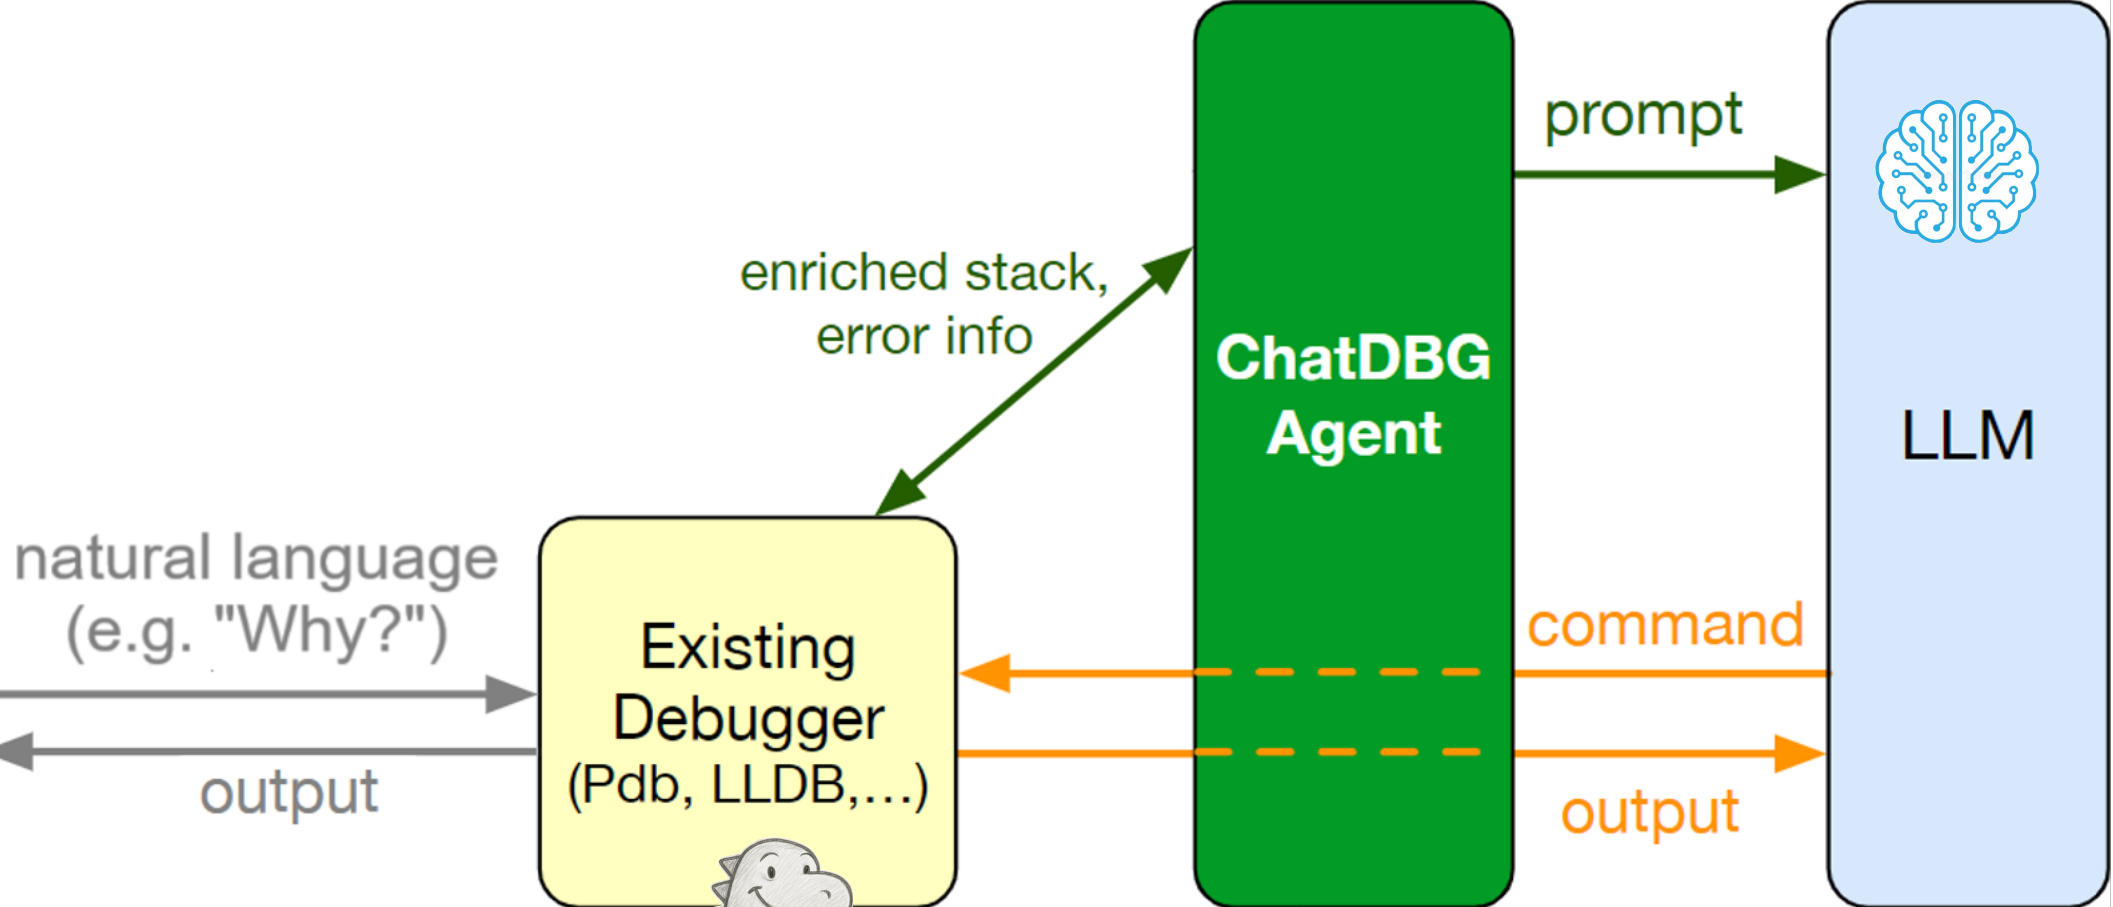 prompt
enriched stack,
error info
ChatDBG
Agent
LLM
natural language
(e.g. "Why?")
output
Existing
Debugger
(Pdb, LLDB,...)
command
output